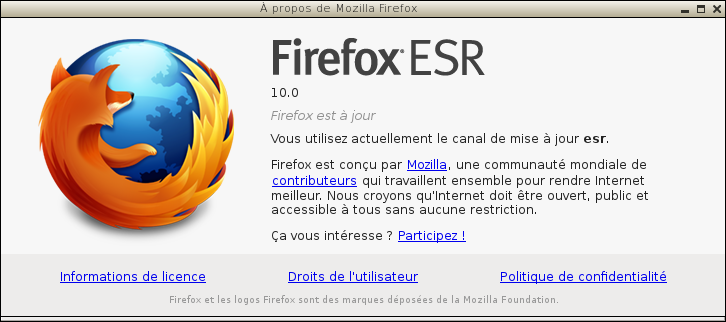 À propos de Mozilla Firefox
Firefox ESR
10.0
Firefox est à jour
Vous utilisez actuellement le canal de mise à jour esr.
Firefox est conçu par Mozilla, une communauté mondiale de
contributeurs qui travaillent ensemble pour rendre Internet
meilleur. Nous croyons qu'Internet doit être ouvert, public et
accessible à tous sans aucune restriction.
Ça vous intéresse ? Participez !
Informations de licence Droits de l'utilisateur Politique de confidentialité
Firefox et les logos Firefox sont des marques déposées de la Mozilla Foundation.